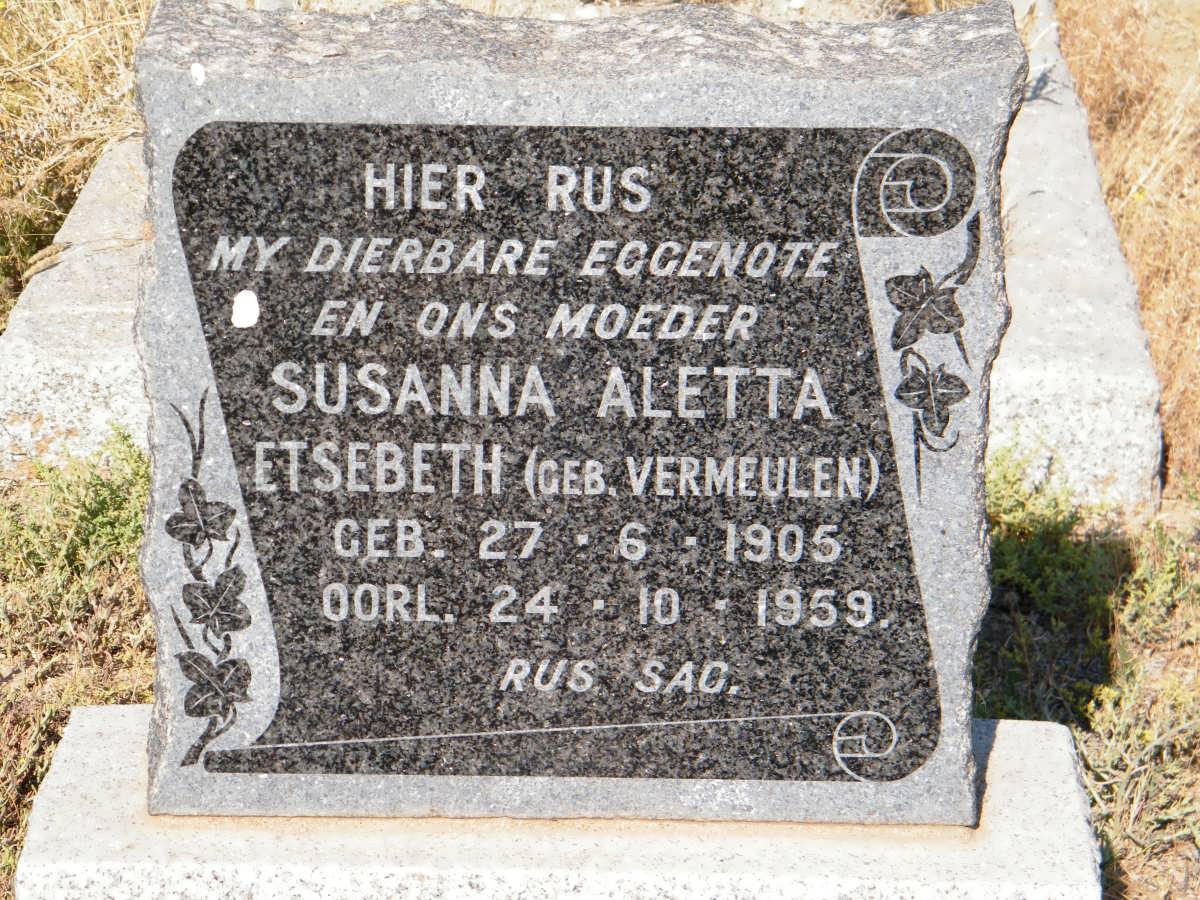 HIER RUS
MY DIERBARE EGGENOTE
EN ONS MOEDER
SUSANNA ALETTA
ETSEBETH (GEB. VERMEULEN)
GEB. 27 · 6 · 1905
OORL. 24 · 10 · 1959.
RUS SAG.